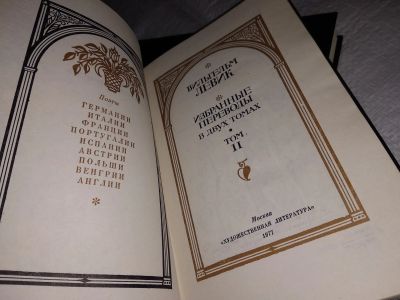 Поэты
ГЕРМАНИИ
ИТАЛИИ
ФРАНЦИИ
ПОРТУГАЛИИ
ИСПАНИИ
АВСТРИИ
ПОЛЬШИ
ВЕНГРИИ
АНГЛИИ
ВИЛЬГЕЛЬМ
ЛЕВИК
ИЗБРАННЫЕ
ПЕРЕВОДЫ
В ДВУХ ТОМАХ
ТОМ
II
Москва
«ХУДОЖЕСТВЕННАЯ ЛИТЕРАТУРА»
1977